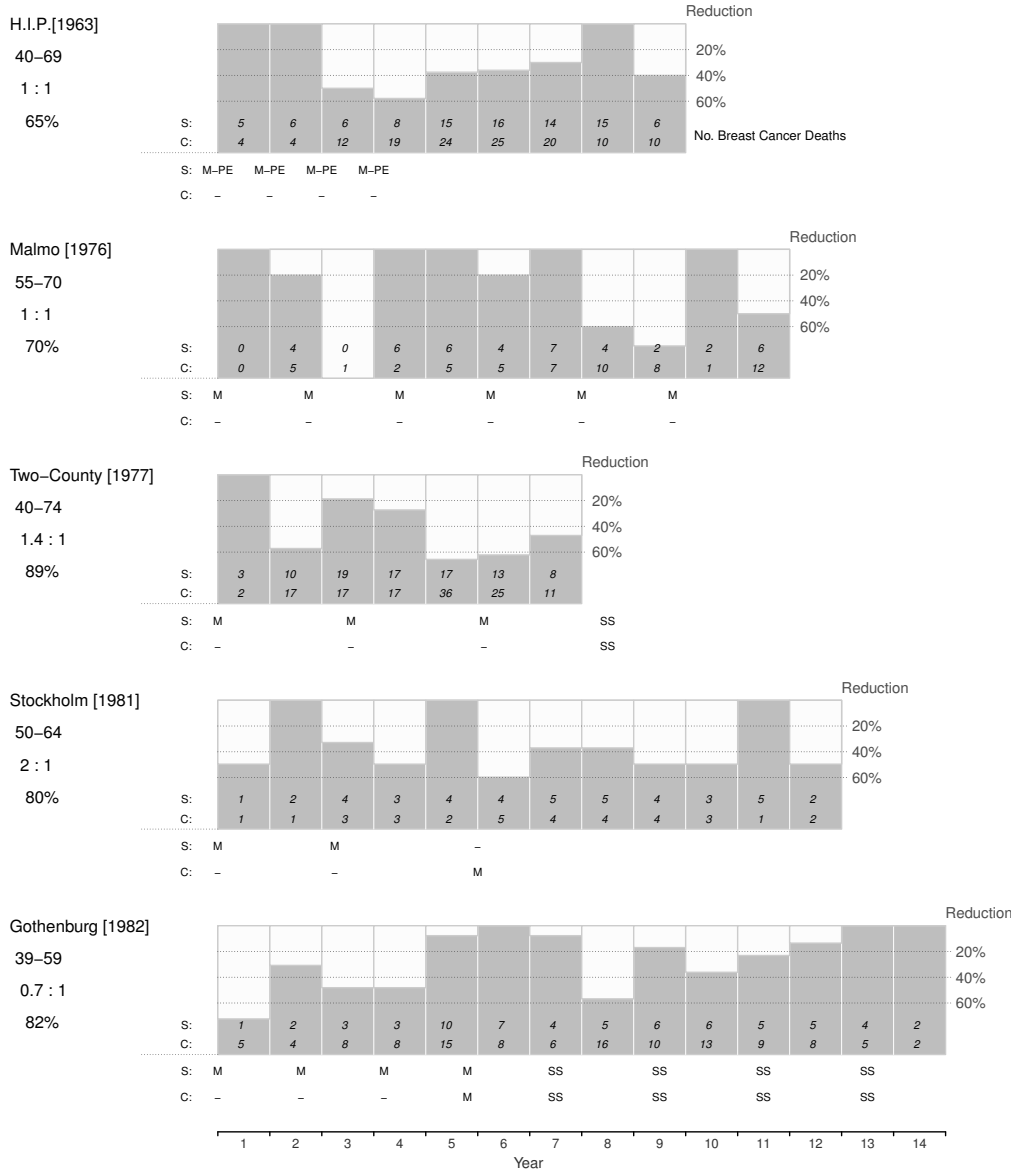 Reduction
H.I.P.[1963]
40–69
1 : 1
65%
20%
40%
60%
S: 5 6 6 8 15 16 14 15 6
C: 4 4 12 19 24 25 20 10 10
No. Breast Cancer Deaths
S: M–PE M–PE M–PE M–PE
C: – – – –
Reduction
Malmo [1976]
55–70
1 : 1
70%
20%
40%
60%
S: 0 4 0 6 6 4 7 4 2 2 6
C: 0 5 1 2 5 5 7 10 8 1 12
S: M M M M M M
C: – – – – – –
Reduction
Two–County [1977]
40–74
1.4 : 1
89%
20%
40%
60%
S: 3 10 19 17 17 13 8
C: 2 17 17 17 36 25 11
S: M M M SS
C: – – – SS
Reduction
Stockholm [1981]
50–64
2 : 1
80%
20%
40%
60%
S: 1 2 4 3 4 4 5 5 4 3 5 2
C: 1 1 3 3 2 5 4 4 4 3 1 2
S: M M –
C: – – M
Reduction
Gothenburg [1982]
39–59
0.7 : 1
82%
20%
40%
60%
S: 1 2 3 3 10 7 4 5 6 6 5 5 4 2
C: 5 4 8 8 15 8 6 16 10 13 9 8 5 2
S: M M M M SS SS SS SS
C: – – – M SS SS SS SS
1 2 3 4 5 6 7 8 9 10 11 12 13 14
Year